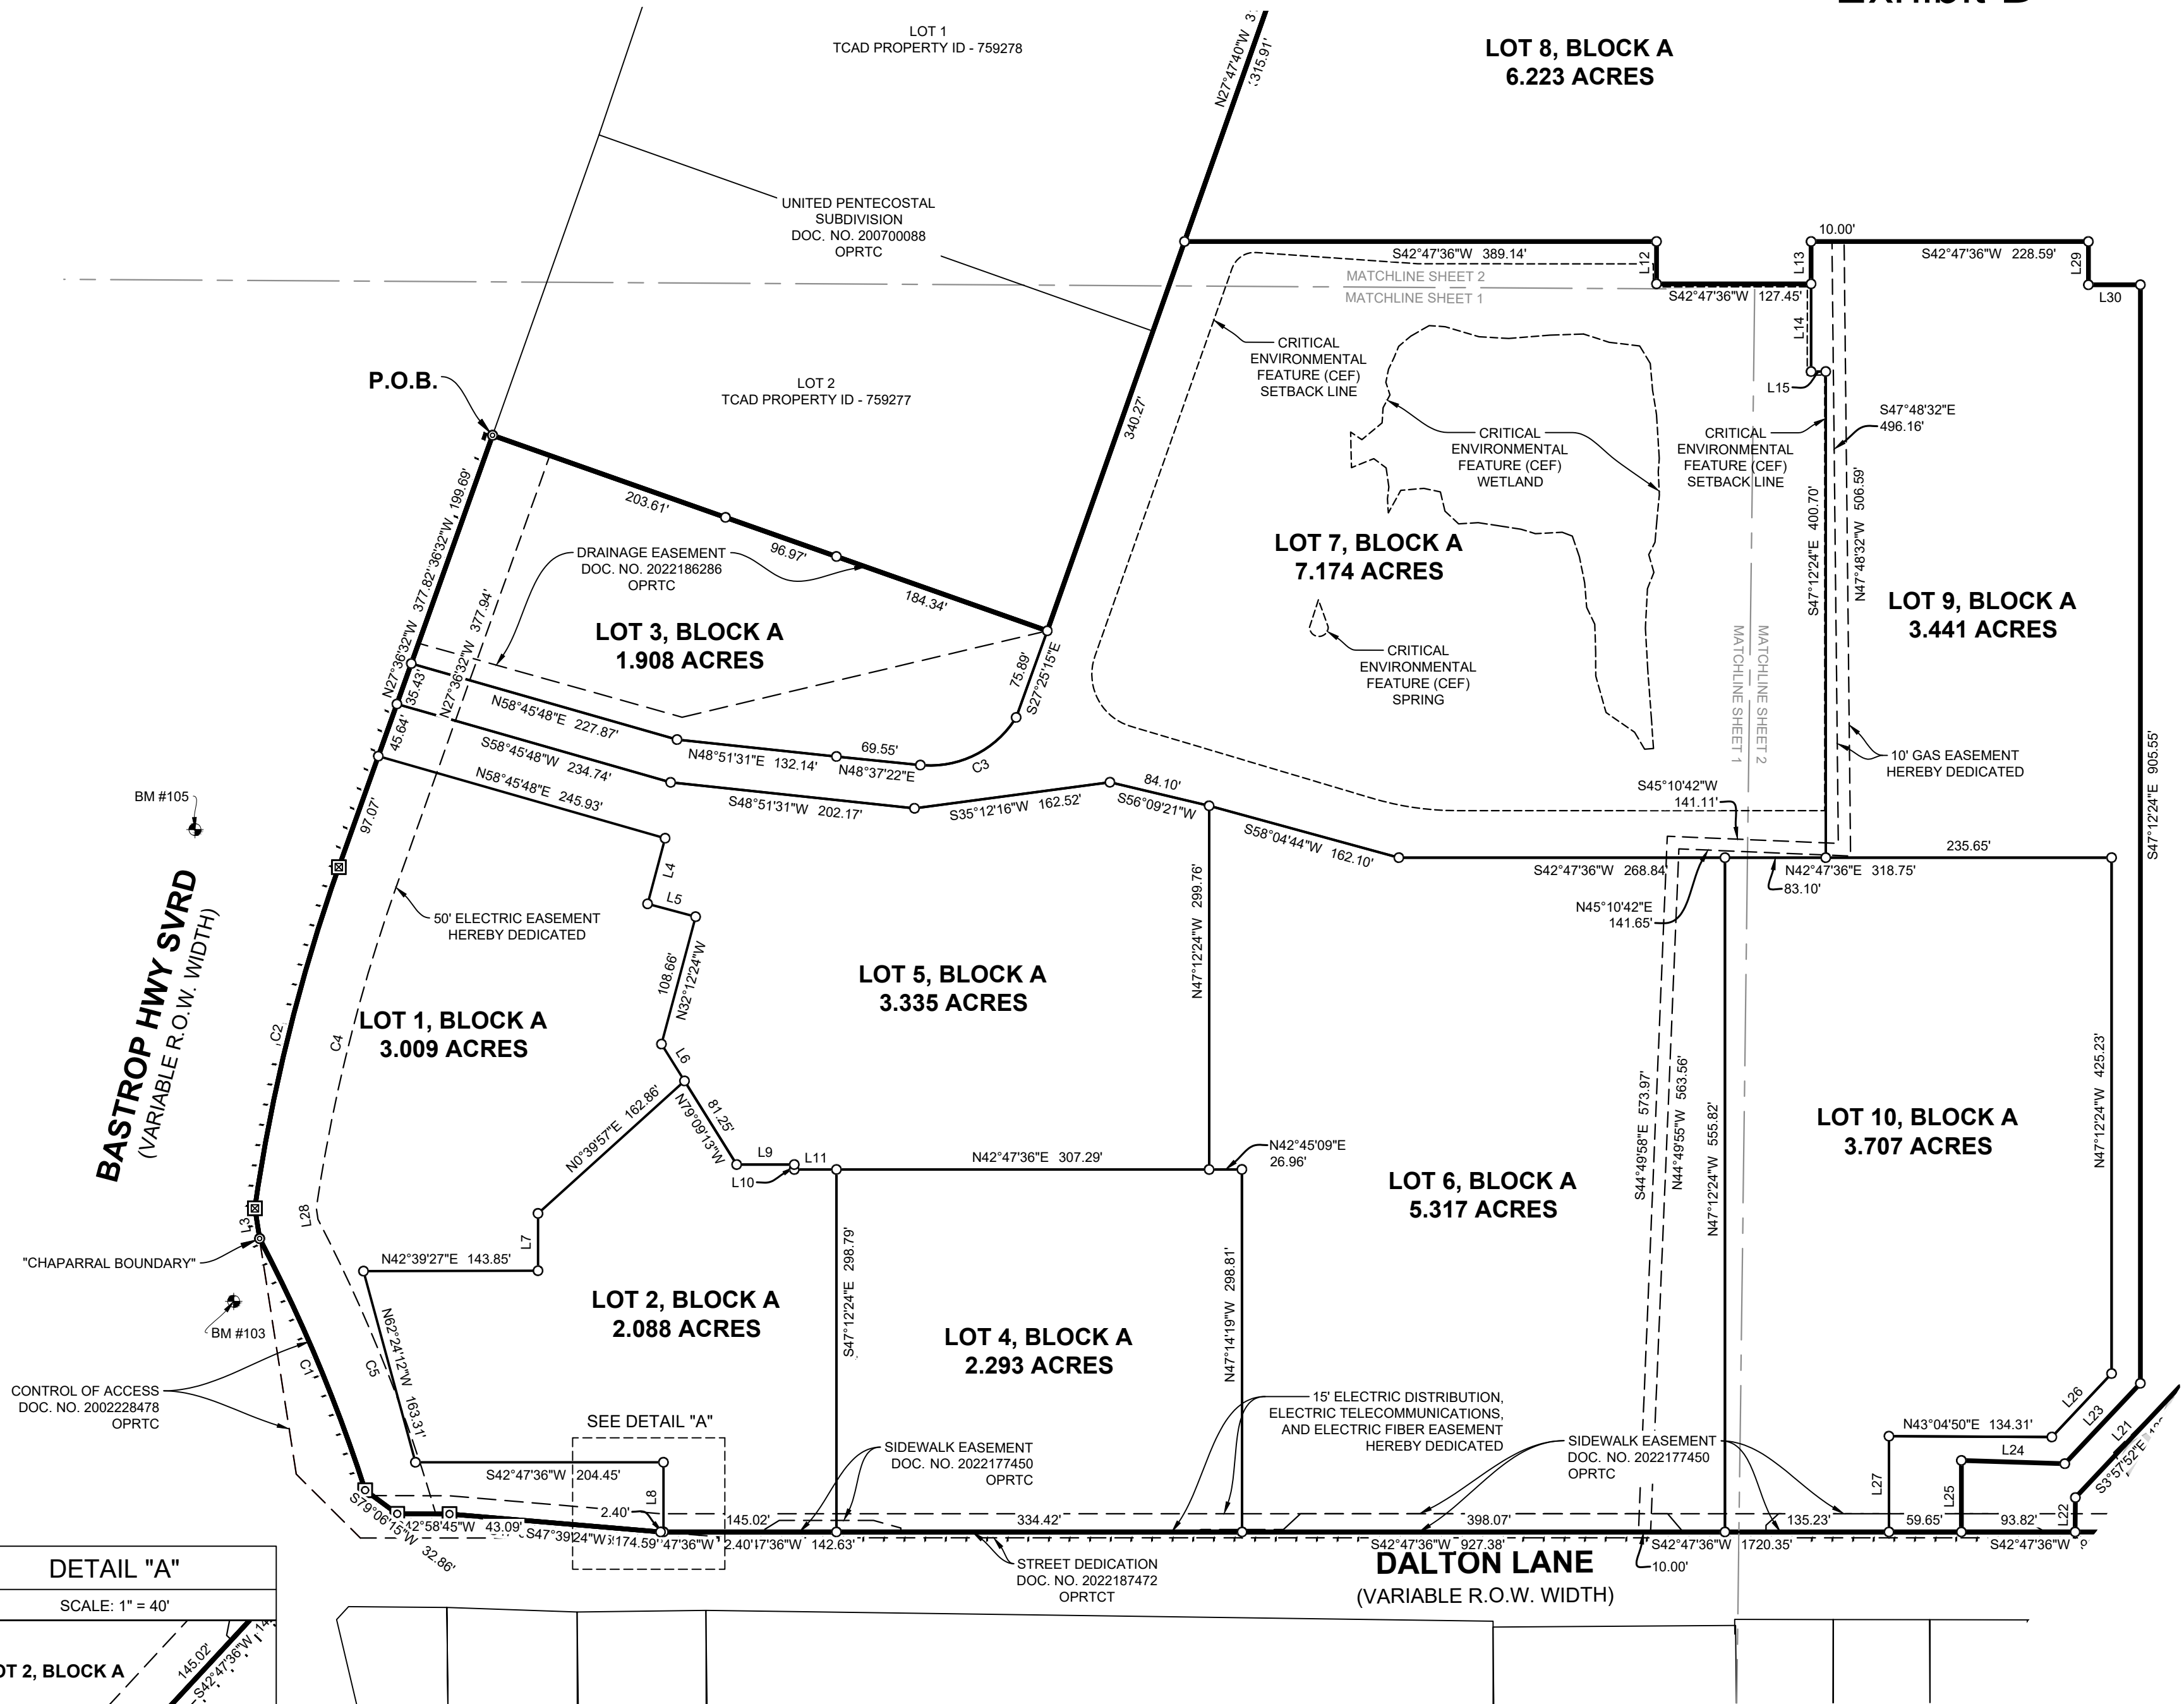 LOT 1
TCAD PROPERTY ID - 759278
LOT 8, BLOCK A
6.223 ACRES
N27°47'40"W
315.91'
UNITED PENTECOSTAL
SUBDIVISION
DOC. NO. 200700088
OPRTC
10.00'
S42°47'36"W 389.14'
L12
L13
S42°47'36"W 228.59'
L29
MATCHLINE SHEET 2
MATCHLINE SHEET 1
S42°47'36"W 127.45'
L30
L14
CRITICAL
ENVIRONMENTAL
FEATURE (CEF)
SETBACK LINE
P.O.B.
LOT 2
TCAD PROPERTY ID - 759277
L15
340.27'
S47°48'32"E
496.16'
CRITICAL
ENVIRONMENTAL
FEATURE (CEF)
WETLAND
CRITICAL
ENVIRONMENTAL
FEATURE (CEF)
SETBACK LINE
199.69'
203.61'
96.97'
184.34'
S47°12'24"E 400.70'
N47°48'32"W 506.59'
DRAINAGE EASEMENT
DOC. NO. 2022186286
OPRTC
LOT 7, BLOCK A
7.174 ACRES
LOT 3, BLOCK A
1.908 ACRES
LOT 9, BLOCK A
3.441 ACRES
N27°36'32"W 377.82'
N27°36'32"W 377.94'
35.43'
45.64'
75.89'
S27°25'15"E
CRITICAL
ENVIRONMENTAL
FEATURE (CEF)
SPRING
MATCHLINE SHEET 1
MATCHLINE SHEET 2
N58°45'48"E 227.87'
N48°51'31"E 132.14'
69.55'
N48°37'22"E
C3
S58°45'48"W 234.74'
N58°45'48"E 245.93'
S48°51'31"W 202.17'
S35°12'16"W 162.52'
84.10'
S56°09'21"W
S58°04'44"W 162.10'
10' GAS EASEMENT
HEREBY DEDICATED
S45°10'42"W
141.11'
BM #105
97.07'
S47°12'24"E 905.55'
235.65'
S42°47'36"W 268.84'
N42°47'36"E 318.75'
83.10'
N45°10'42"E
141.65'
L4
L5
50' ELECTRIC EASEMENT
HEREBY DEDICATED
BASTROP HWY SVRD
(VARIABLE R.O.W. WIDTH)
108.66'
N32°12'24"W
N47°12'24"W 299.76'
LOT 5, BLOCK A
3.335 ACRES
LOT 1, BLOCK A
3.009 ACRES
C2
C4
L6
S44°49'58"E 573.97'
N44°49'55"W 563.56'
N47°12'24"W 555.82'
N47°12'24"W 425.23'
LOT 10, BLOCK A
3.707 ACRES
N0°39'57"E 162.86'
81.25'
N79°09'13"W
L9
L11
L10
N42°47'36"E 307.29'
N42°45'09"E
26.96'
LOT 6, BLOCK A
5.317 ACRES
L3
L28
L7
"CHAPARRAL BOUNDARY"
N42°39'27"E 143.85'
LOT 2, BLOCK A
2.088 ACRES
S47°12'24"E 298.79'
N47°14'19"W 298.81'
LOT 4, BLOCK A
2.293 ACRES
BM #103
C1
C5
N62°24'12"W 163.31'
CONTROL OF ACCESS
DOC. NO. 2002228478
OPRTC
SEE DETAIL "A"
15' ELECTRIC DISTRIBUTION,
ELECTRIC TELECOMMUNICATIONS,
AND ELECTRIC FIBER EASEMENT
HEREBY DEDICATED
SIDEWALK EASEMENT
DOC. NO. 2022177450
OPRTC
SIDEWALK EASEMENT
DOC. NO. 2022177450
OPRTC
N43°04'50"E 134.31'
L26
L23
L21
L24
S3°57'52"E
S42°47'36"W 204.45'
L8
L27
L25
L22
2.40'
145.02'
334.42'
398.07'
135.23'
59.65'
93.82'
S79°06'15"W 32.86'
43.09'
S47°39'24"W
174.59'
2.40'
142.63'
S42°47'36"W 927.38'
S42°47'36"W 1720.35'
S42°47'36"W
10.00'
STREET DEDICATION
DOC. NO. 2022187472
OPRTCT
DALTON LANE
(VARIABLE R.O.W. WIDTH)
DETAIL "A"
SCALE: 1" = 40'
145.02'
S42°47'36"W
2, BLOCK A